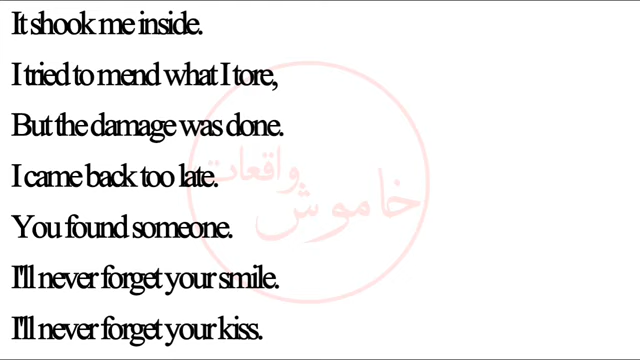 It shook me inside.
I tried to mend what I tore,
But the damage was done.
I came back too late.
You found someone.
I'll never forget your smile.
I'll never forget your kiss.
خاموش واقعات